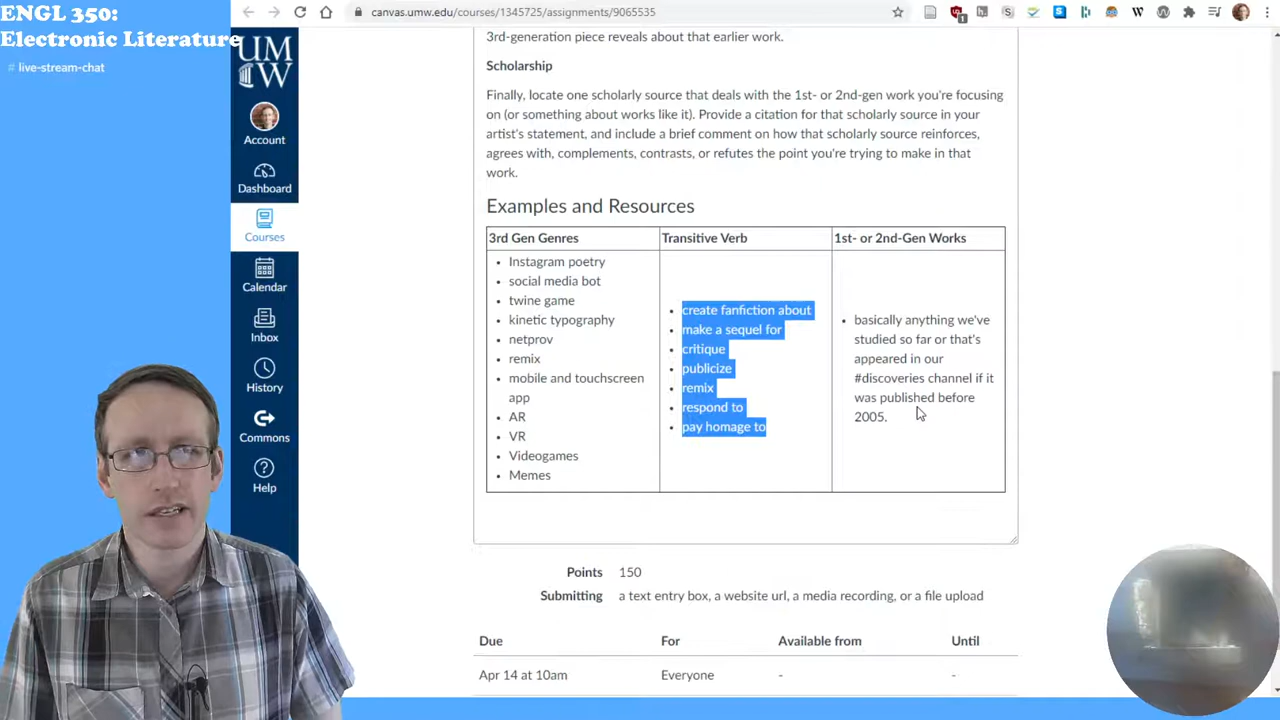 ENGL 350:
Electronic Literature
# live-stream-chat
canvas.umw.edu/courses/1345725/assignments/9065535
UMW
Account
Dashboard
Courses
Calendar
Inbox
History
Commons
Help
3rd-generation piece reveals about that earlier work.
Scholarship
Finally, locate one scholarly source that deals with the 1st- or 2nd-gen work you're focusing
on (or something about works like it). Provide a citation for that scholarly source in your
artist's statement, and include a brief comment on how that scholarly source reinforces,
agrees with, complements, contrasts, or refutes the point you're trying to make in that
work.
Examples and Resources
3rd Gen Genres
Instagram poetry
social media bot
twine game
kinetic typography
netprov
remix
mobile and touchscreen
app
AR
VR
Videogames
Memes
Transitive Verb
create fanfiction about
make a sequel for
critique
publicize
remix
respond to
pay homage to
1st- or 2nd-Gen Works
basically anything we've
studied so far or that's
appeared in our
#discoveries channel if it
was published before
2005.
Points 150
Submitting a text entry box, a website url, a media recording, or a file upload
Due For Available from Until
Apr 14 at 10am Everyone - -